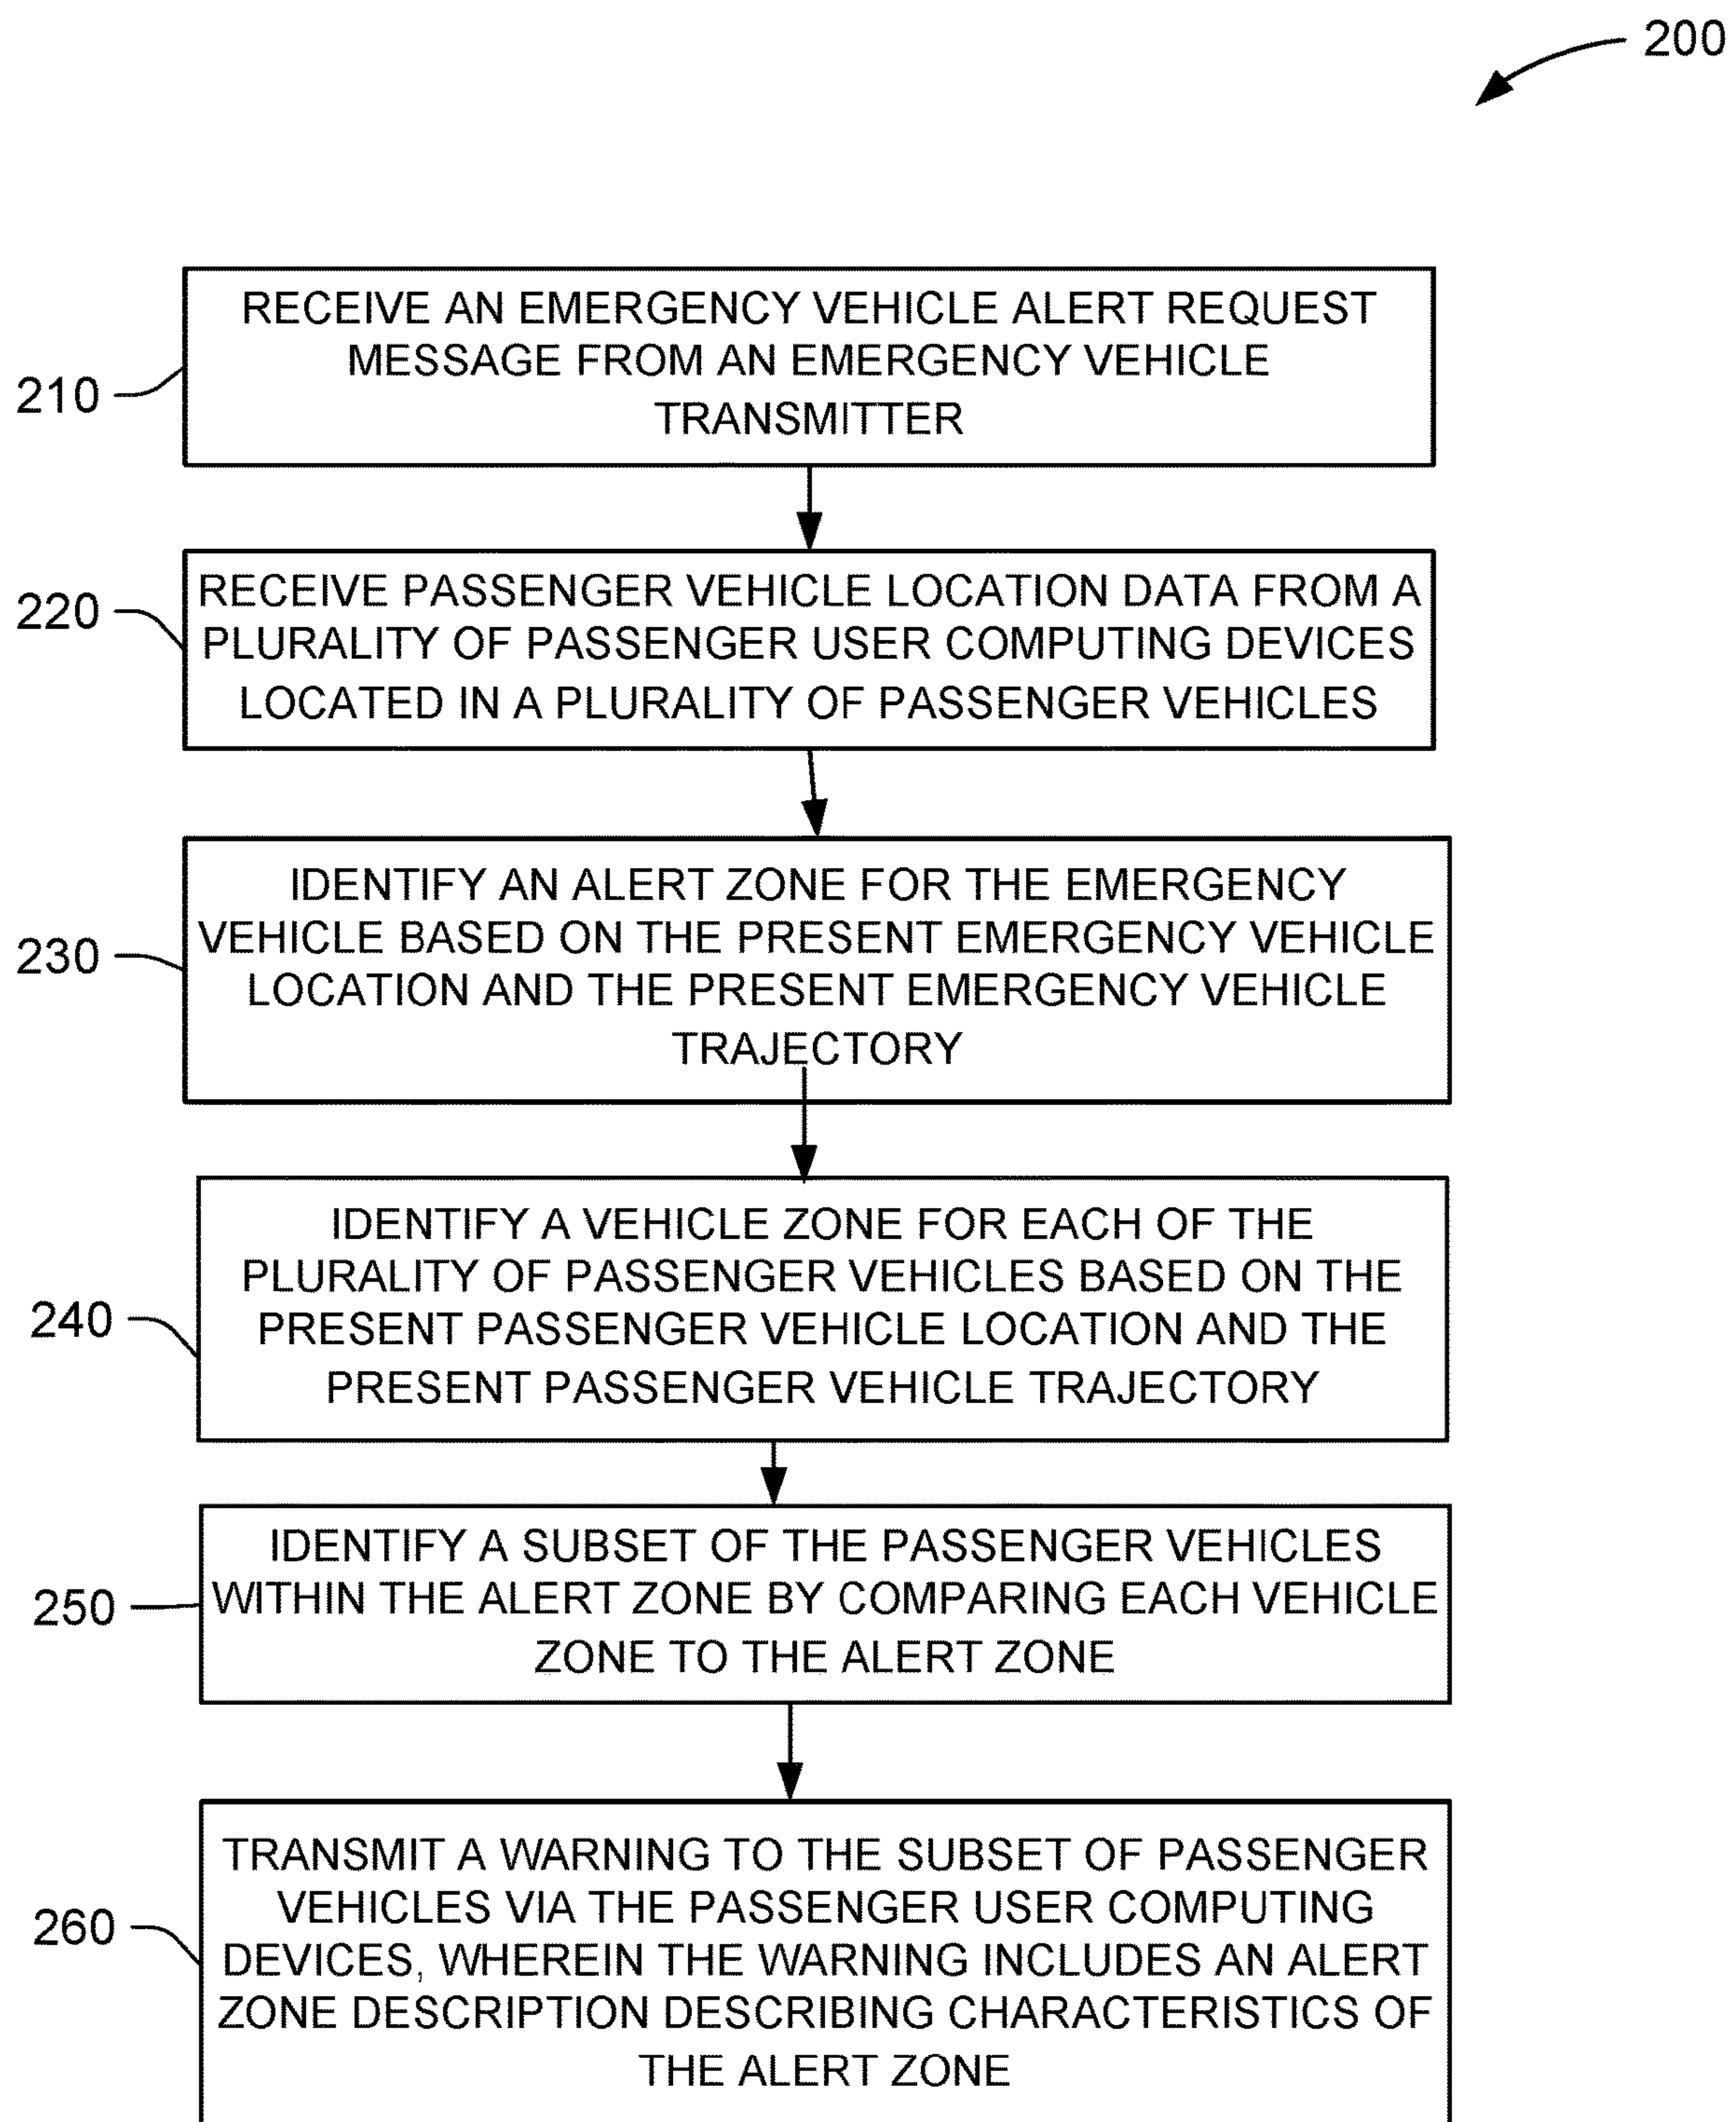 200
RECEIVE AN EMERGENCY VEHICLE ALERT REQUEST
MESSAGE FROM AN EMERGENCY VEHICLE
TRANSMITTER
210
RECEIVE PASSENGER VEHICLE LOCATION DATA FROM A
PLURALITY OF PASSENGER USER COMPUTING DEVICES
LOCATED IN A PLURALITY OF PASSENGER VEHICLES
220
IDENTIFY AN ALERT ZONE FOR THE EMERGENCY
VEHICLE BASED ON THE PRESENT EMERGENCY VEHICLE
LOCATION AND THE PRESENT EMERGENCY VEHICLE
TRAJECTORY
230
IDENTIFY A VEHICLE ZONE FOR EACH OF THE
PLURALITY OF PASSENGER VEHICLES BASED ON THE
PRESENT PASSENGER VEHICLE LOCATION AND THE
PRESENT PASSENGER VEHICLE TRAJECTORY
240
IDENTIFY A SUBSET OF THE PASSENGER VEHICLES
WITHIN THE ALERT ZONE BY COMPARING EACH VEHICLE
ZONE TO THE ALERT ZONE
250
TRANSMIT A WARNING TO THE SUBSET OF PASSENGER
VEHICLES VIA THE PASSENGER USER COMPUTING
DEVICES, WHEREIN THE WARNING INCLUDES AN ALERT
ZONE DESCRIPTION DESCRIBING CHARACTERISTICS OF
THE ALERT ZONE
260